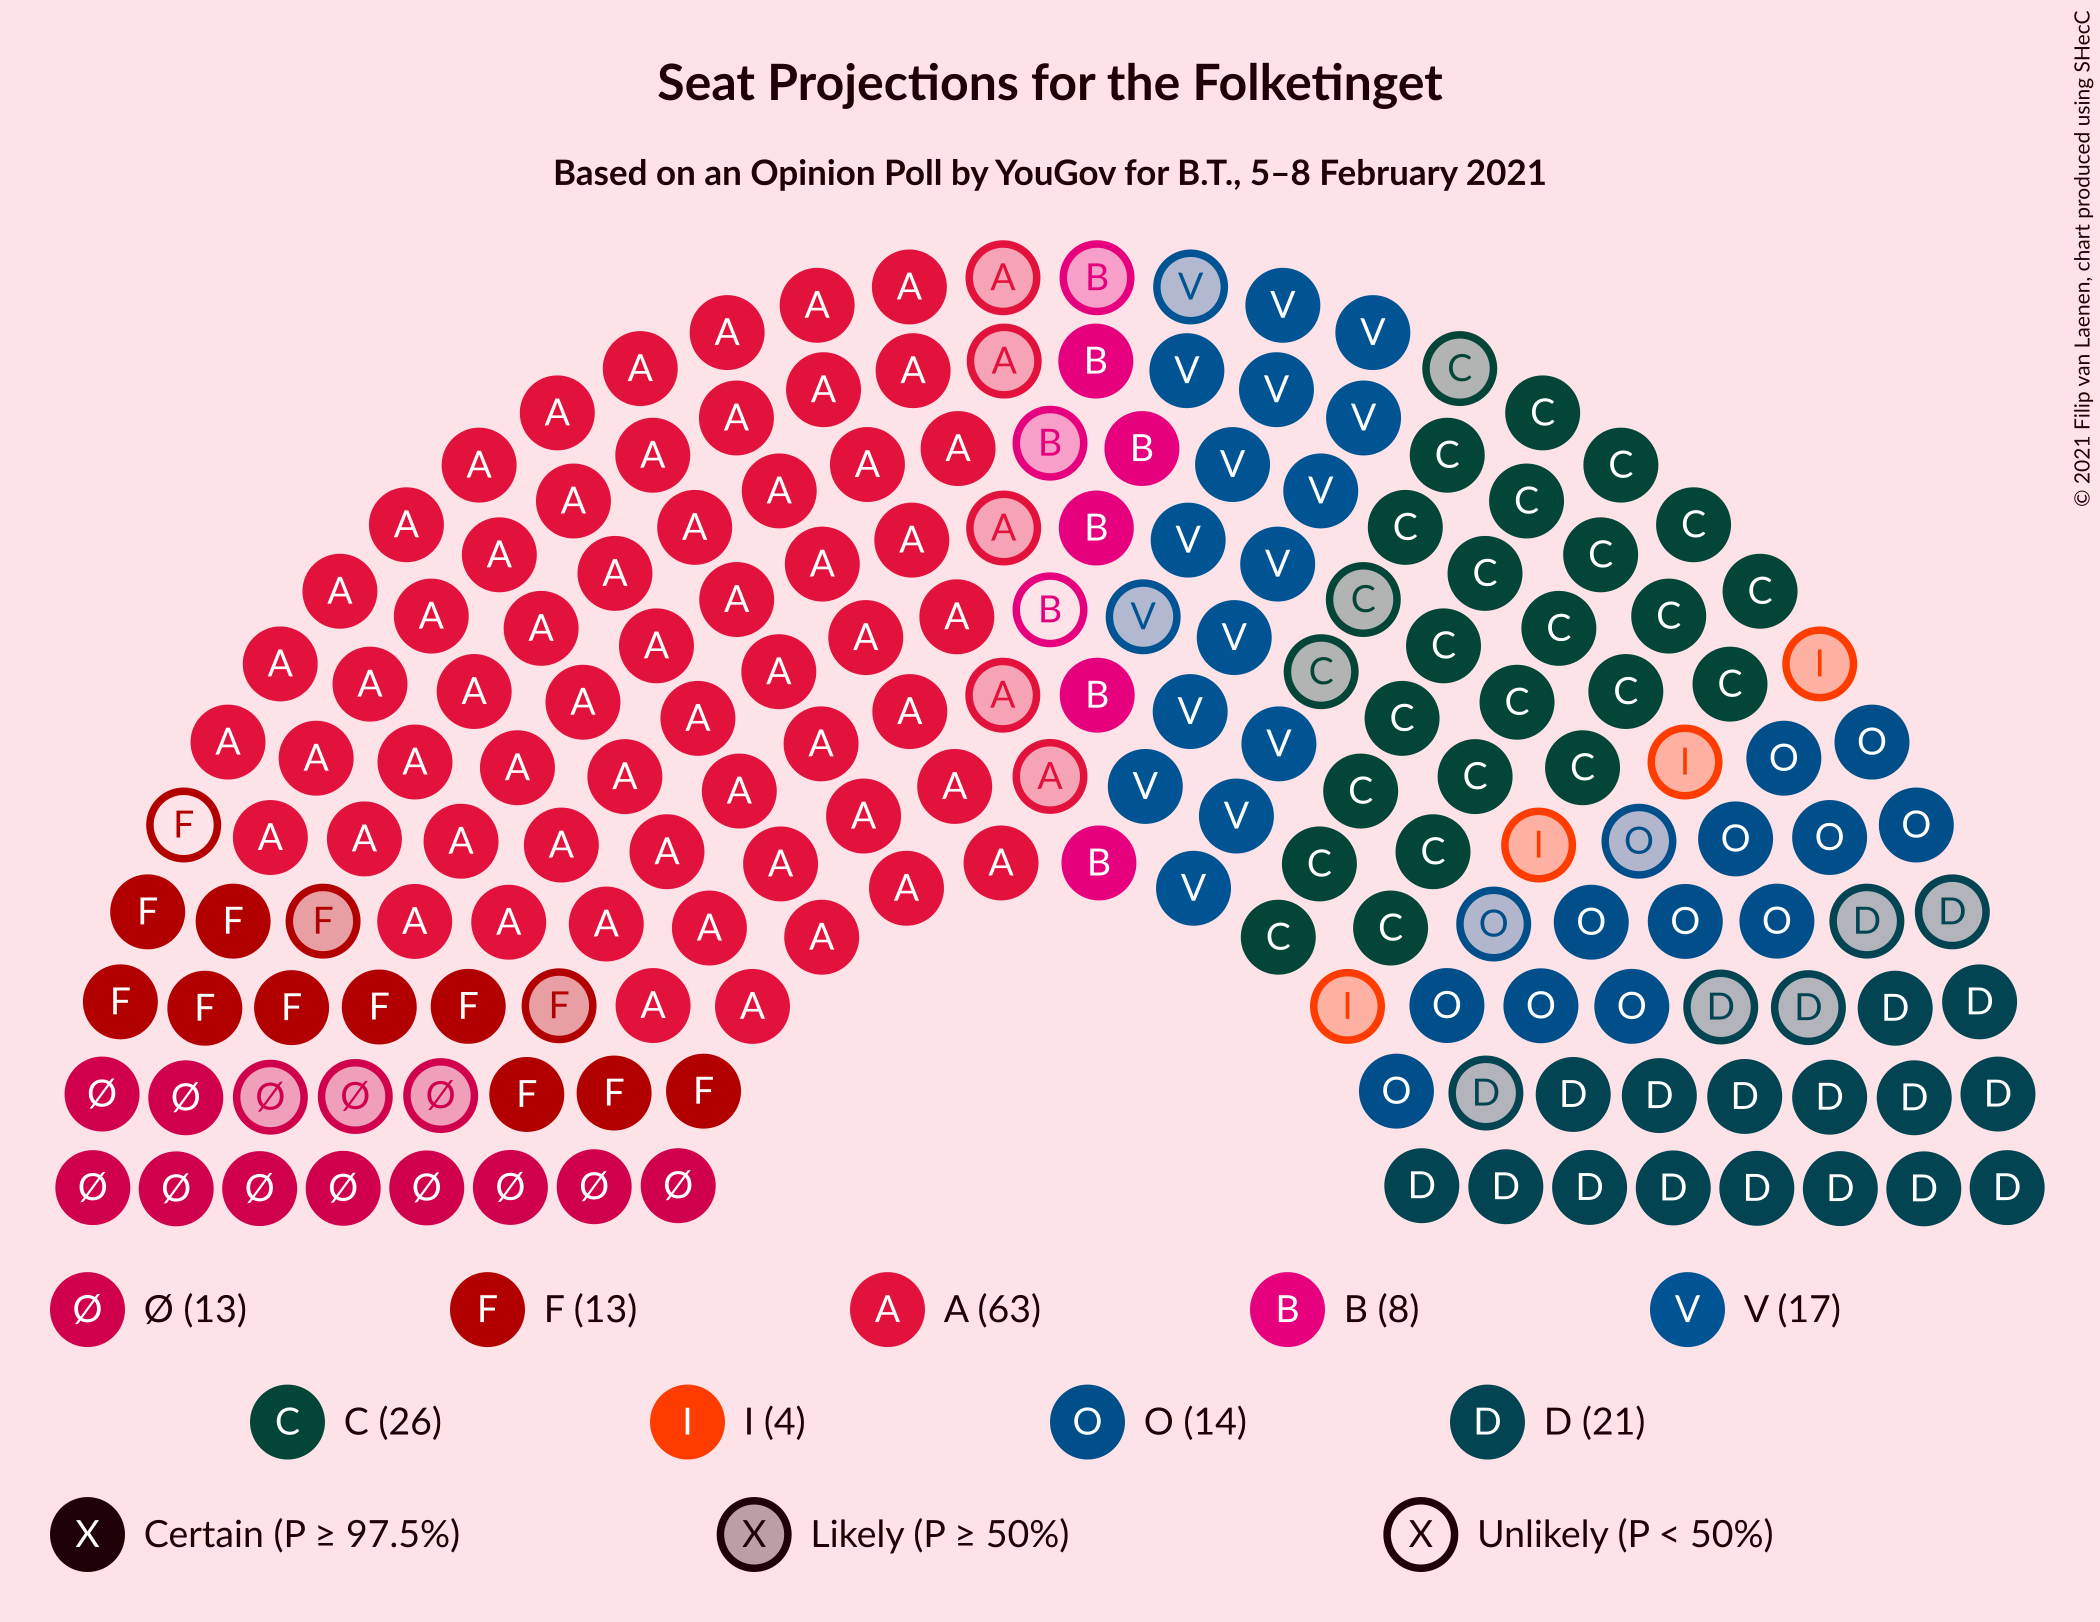 Seat Projections for the Folketinget
Based on an Opinion Poll by YouGov for B.T., 5–8 February 2021
© 2021 Filip van Laenen, chart produced using SHecC
A A A A B V V V C
A A A A A B V V V C C
A A A A A B B V V C C C
A A A A A A B V V C C C C
A A A A A A B V V C C C C C
A A A A A A A B V V C C C C C I
A A A A A A A A V V C C C I O O
F A A A A A A A A B V C C I O O O O
F F F A A A A A C C O O O O D D
F F F F F F A A I O O O D D D D
Ø Ø Ø Ø Ø F F F O D D D D D D D
Ø Ø Ø Ø Ø Ø Ø Ø D D D D D D D D
Ø Ø (13) F F (13) A A (63) B B (8) V V (17)
C C (26) I I (4) O O (14) D D (21)
X Certain (P ≥ 97.5%) X Likely (P ≥ 50%) X Unlikely (P < 50%)